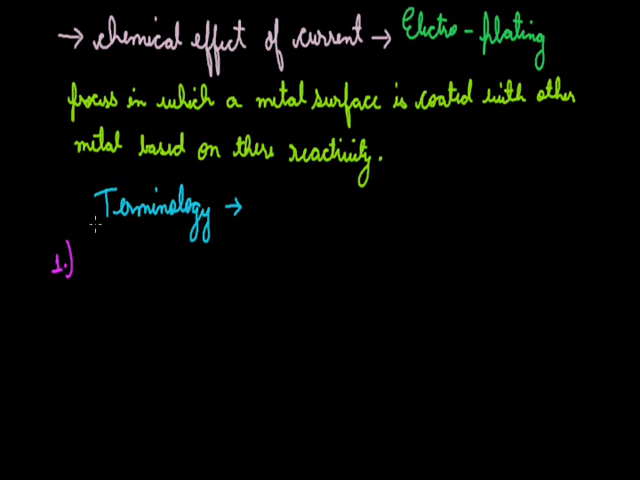 → chemical effect of current → Electro-plating
process in which a metal surface is coated with other
metal based on there reactivity.
Terminology →
1.)